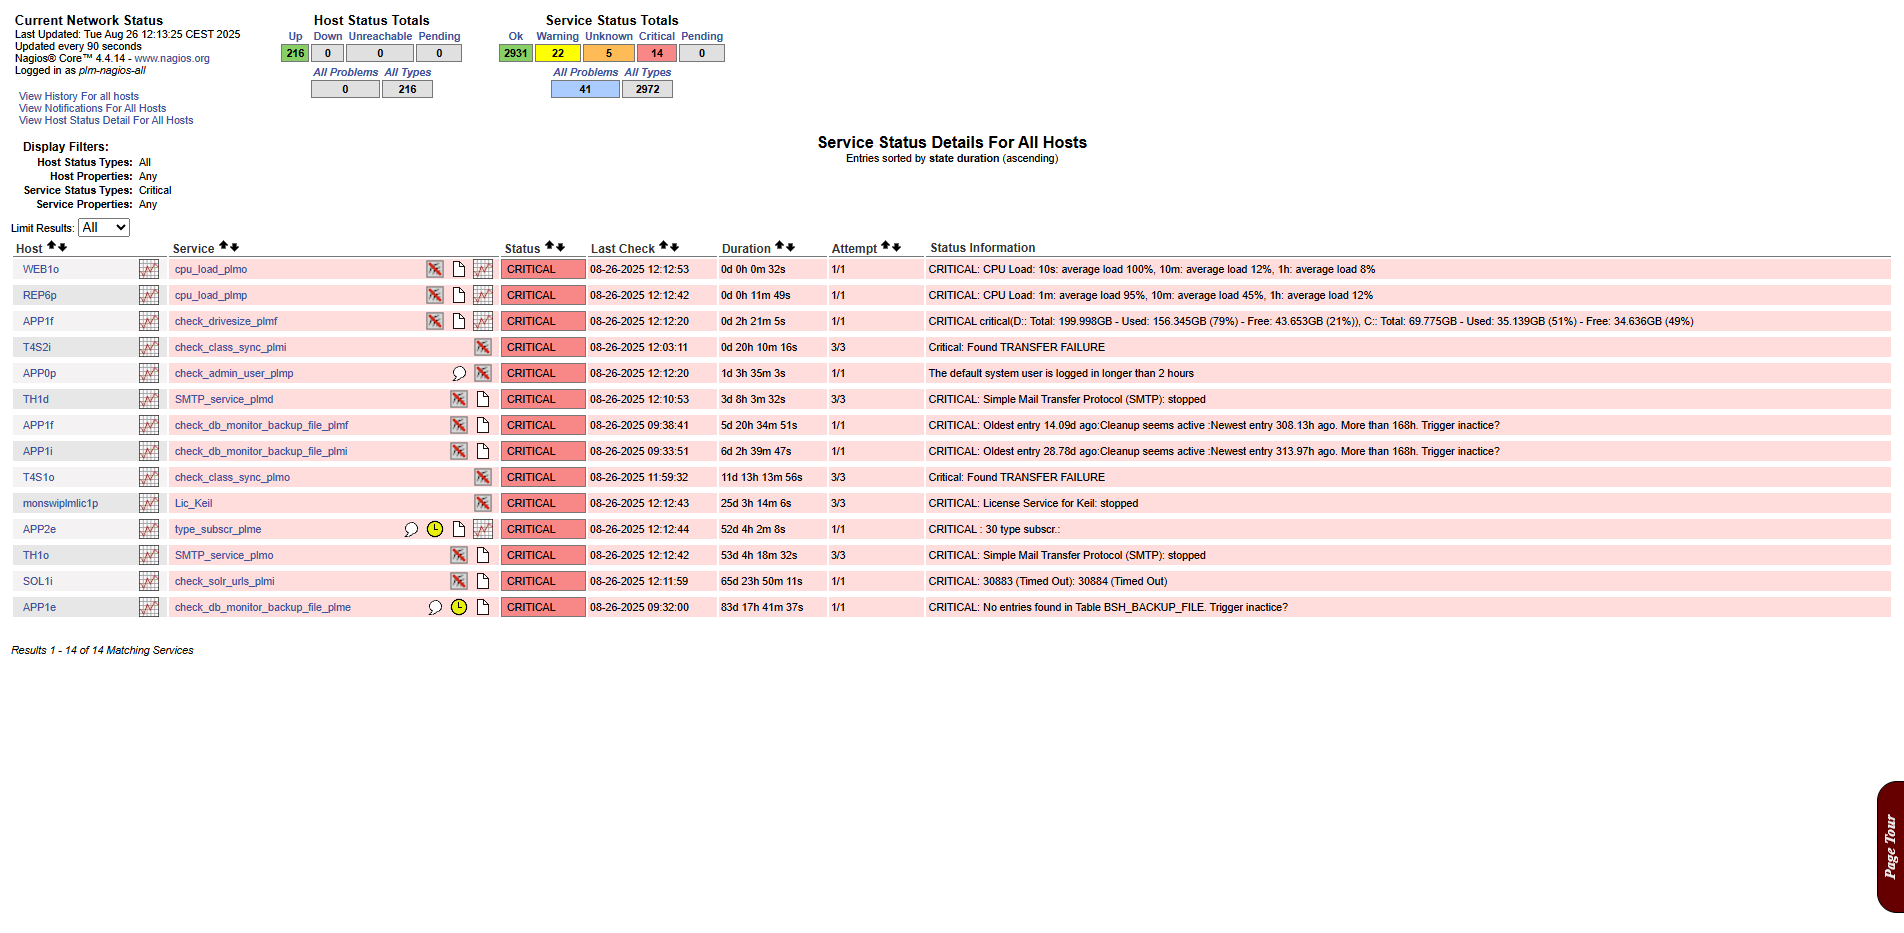 Current Network Status
Last Updated: Tue Aug 26 12:13:25 CEST 2025
Updated every 90 seconds
Nagios® Core™ 4.4.14 - www.nagios.org
Logged in as plm-nagios-all
View History For all hosts
View Notifications For All Hosts
View Host Status Detail For All Hosts
Host Status Totals
Up Down Unreachable Pending
216 0 0 0
All Problems All Types
0 216
Service Status Totals
Ok Warning Unknown Critical Pending
2931 22 5 14 0
All Problems All Types
41 2972
Display Filters:
Host Status Types: All
Host Properties: Any
Service Status Types: Critical
Service Properties: Any
Service Status Details For All Hosts
Entries sorted by state duration (ascending)
Limit Results: All
Host Service Status Last Check Duration Attempt Status Information
WEB1o cpu_load_plmo CRITICAL 08-26-2025 12:12:53 0d 0h 0m 32s 1/1 CRITICAL: CPU Load: 10s: average load 100%, 10m: average load 12%, 1h: average load 8%
REP6p cpu_load_plmp CRITICAL 08-26-2025 12:12:42 0d 0h 11m 49s 1/1 CRITICAL: CPU Load: 1m: average load 95%, 10m: average load 45%, 1h: average load 12%
APP1f check_drivesize_plmf CRITICAL 08-26-2025 12:12:20 0d 2h 21m 5s 1/1 CRITICAL critical(D:: Total: 199.998GB - Used: 156.345GB (79%) - Free: 43.653GB (21%)), C:: Total: 69.775GB - Used: 35.139GB (51%) - Free: 34.636GB (49%)
T4S2i check_class_sync_plmi CRITICAL 08-26-2025 12:03:11 0d 20h 10m 16s 3/3 Critical: Found TRANSFER FAILURE
APP0p check_admin_user_plmp CRITICAL 08-26-2025 12:12:20 1d 3h 35m 3s 1/1 The default system user is logged in longer than 2 hours
TH1d SMTP_service_plmd CRITICAL 08-26-2025 12:10:53 3d 8h 3m 32s 3/3 CRITICAL: Simple Mail Transfer Protocol (SMTP): stopped
APP1f check_db_monitor_backup_file_plmf CRITICAL 08-26-2025 09:38:41 5d 20h 34m 51s 1/1 CRITICAL: Oldest entry 14.09d ago:Cleanup seems active :Newest entry 308.13h ago. More than 168h. Trigger inactice?
APP1i check_db_monitor_backup_file_plmi CRITICAL 08-26-2025 09:33:51 6d 2h 39m 47s 1/1 CRITICAL: Oldest entry 28.78d ago:Cleanup seems active :Newest entry 313.97h ago. More than 168h. Trigger inactice?
T4S1o check_class_sync_plmo CRITICAL 08-26-2025 11:59:32 11d 13h 13m 56s 3/3 Critical: Found TRANSFER FAILURE
monswiplmlic1p Lic_Keil CRITICAL 08-26-2025 12:12:43 25d 3h 14m 6s 3/3 CRITICAL: License Service for Keil: stopped
APP2e type_subscr_plme CRITICAL 08-26-2025 12:12:44 52d 4h 2m 8s 1/1 CRITICAL : 30 type subscr.:
TH1o SMTP_service_plmo CRITICAL 08-26-2025 12:12:42 53d 4h 18m 32s 3/3 CRITICAL: Simple Mail Transfer Protocol (SMTP): stopped
SOL1i check_solr_urls_plmi CRITICAL 08-26-2025 12:11:59 65d 23h 50m 11s 1/1 CRITICAL: 30883 (Timed Out): 30884 (Timed Out)
APP1e check_db_monitor_backup_file_plme CRITICAL 08-26-2025 09:32:00 83d 17h 41m 37s 1/1 CRITICAL: No entries found in Table BSH_BACKUP_FILE. Trigger inactice?
Results 1 - 14 of 14 Matching Services
Page Tour